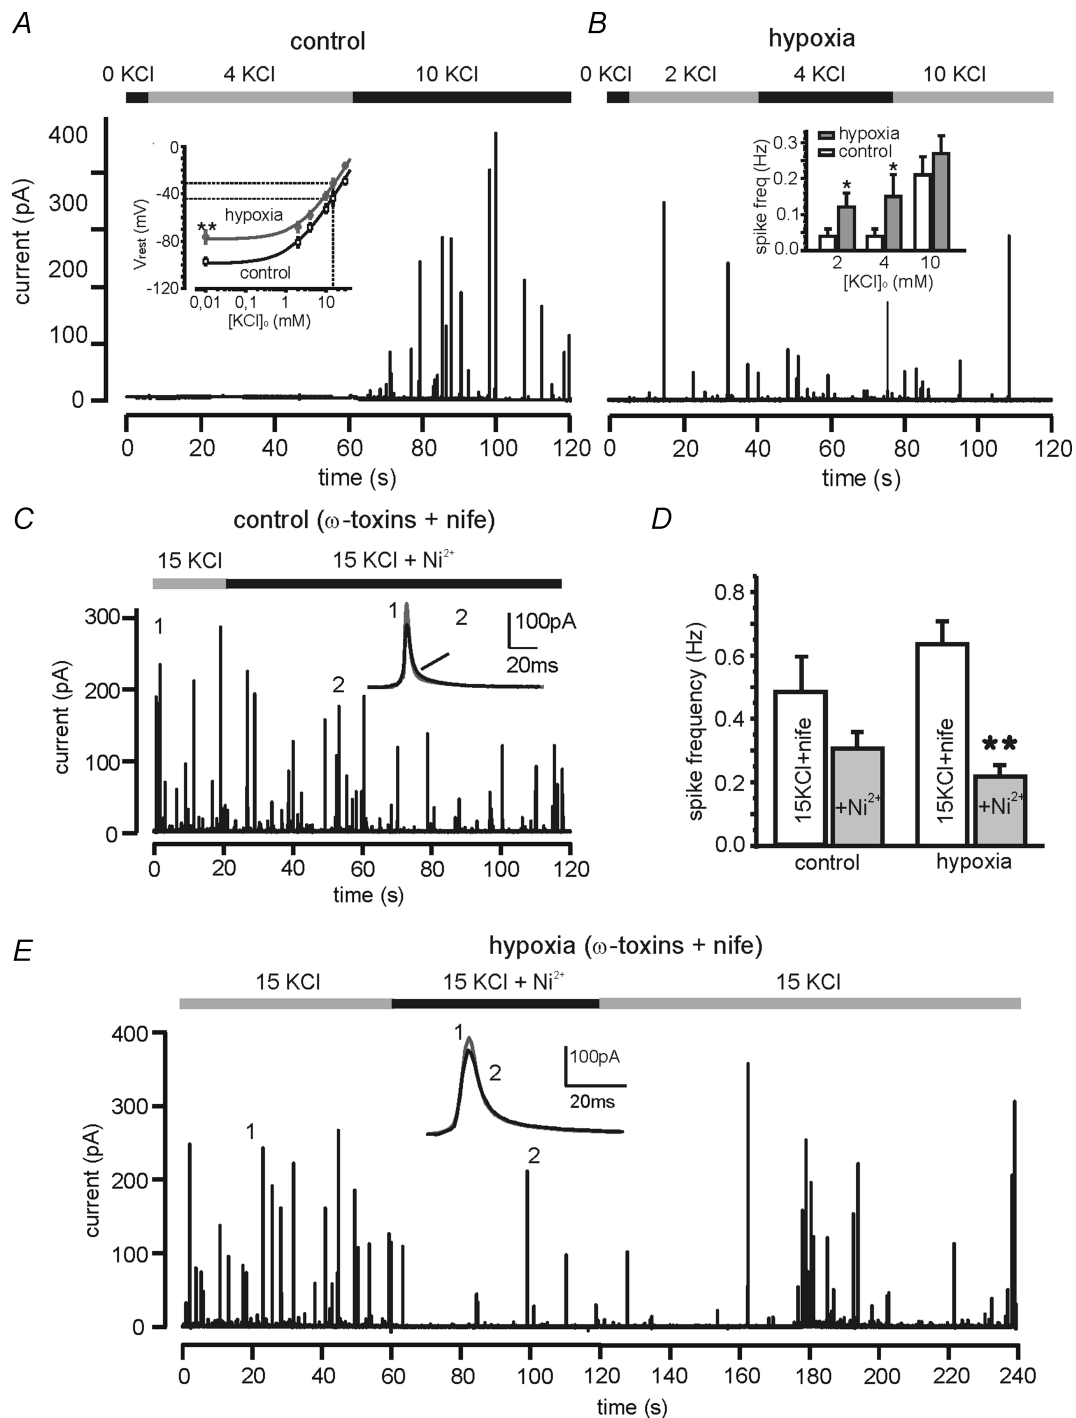 A
control
0 KCl 4 KCl 10 KCl
400
300
200
100
0
current (pA)
0
-40
-80
-120
Vrest (mV)
hypoxia
**
control
0,01 0,1 1 10
[KCl]₀ (mM)
0 20 40 60 80 100 120
time (s)
B
hypoxia
0 KCl 2 KCl 4 KCl 10 KCl
0.3
0.1
0.0
spike freq (Hz)
hypoxia
control
* *
2 4 10
[KCl]₀ (mM)
0 20 40 60 80 100 120
time (s)
C
control (ω-toxins + nife)
15 KCl 15 KCl + Ni²⁺
300
200
100
0
current (pA)
1
2
1 2
100pA
20ms
0 20 40 60 80 100 120
time (s)
D
0.8
0.6
0.4
0.2
0.0
spike frequency (Hz)
15KCl+nife
+Ni²⁺
15KCl+nife
+Ni²⁺
**
control hypoxia
E
hypoxia (ω-toxins + nife)
15 KCl 15 KCl + Ni²⁺ 15 KCl
400
300
200
100
0
current (pA)
1
1
2
2
100pA
20ms
0 20 40 60 80 100 120 140 160 180 200 220 240
time (s)